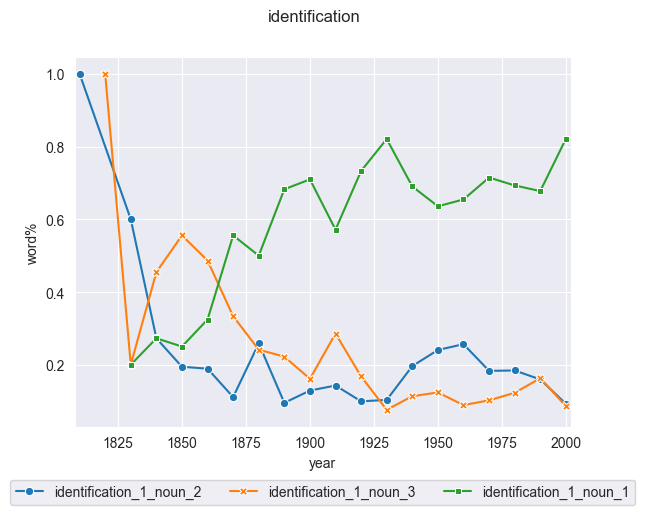 identification
1.0
0.8
0.6
0.4
0.2
word%
1825 1850 1875 1900 1925 1950 1975 2000
year
identification_1_noun_2 identification_1_noun_3 identification_1_noun_1